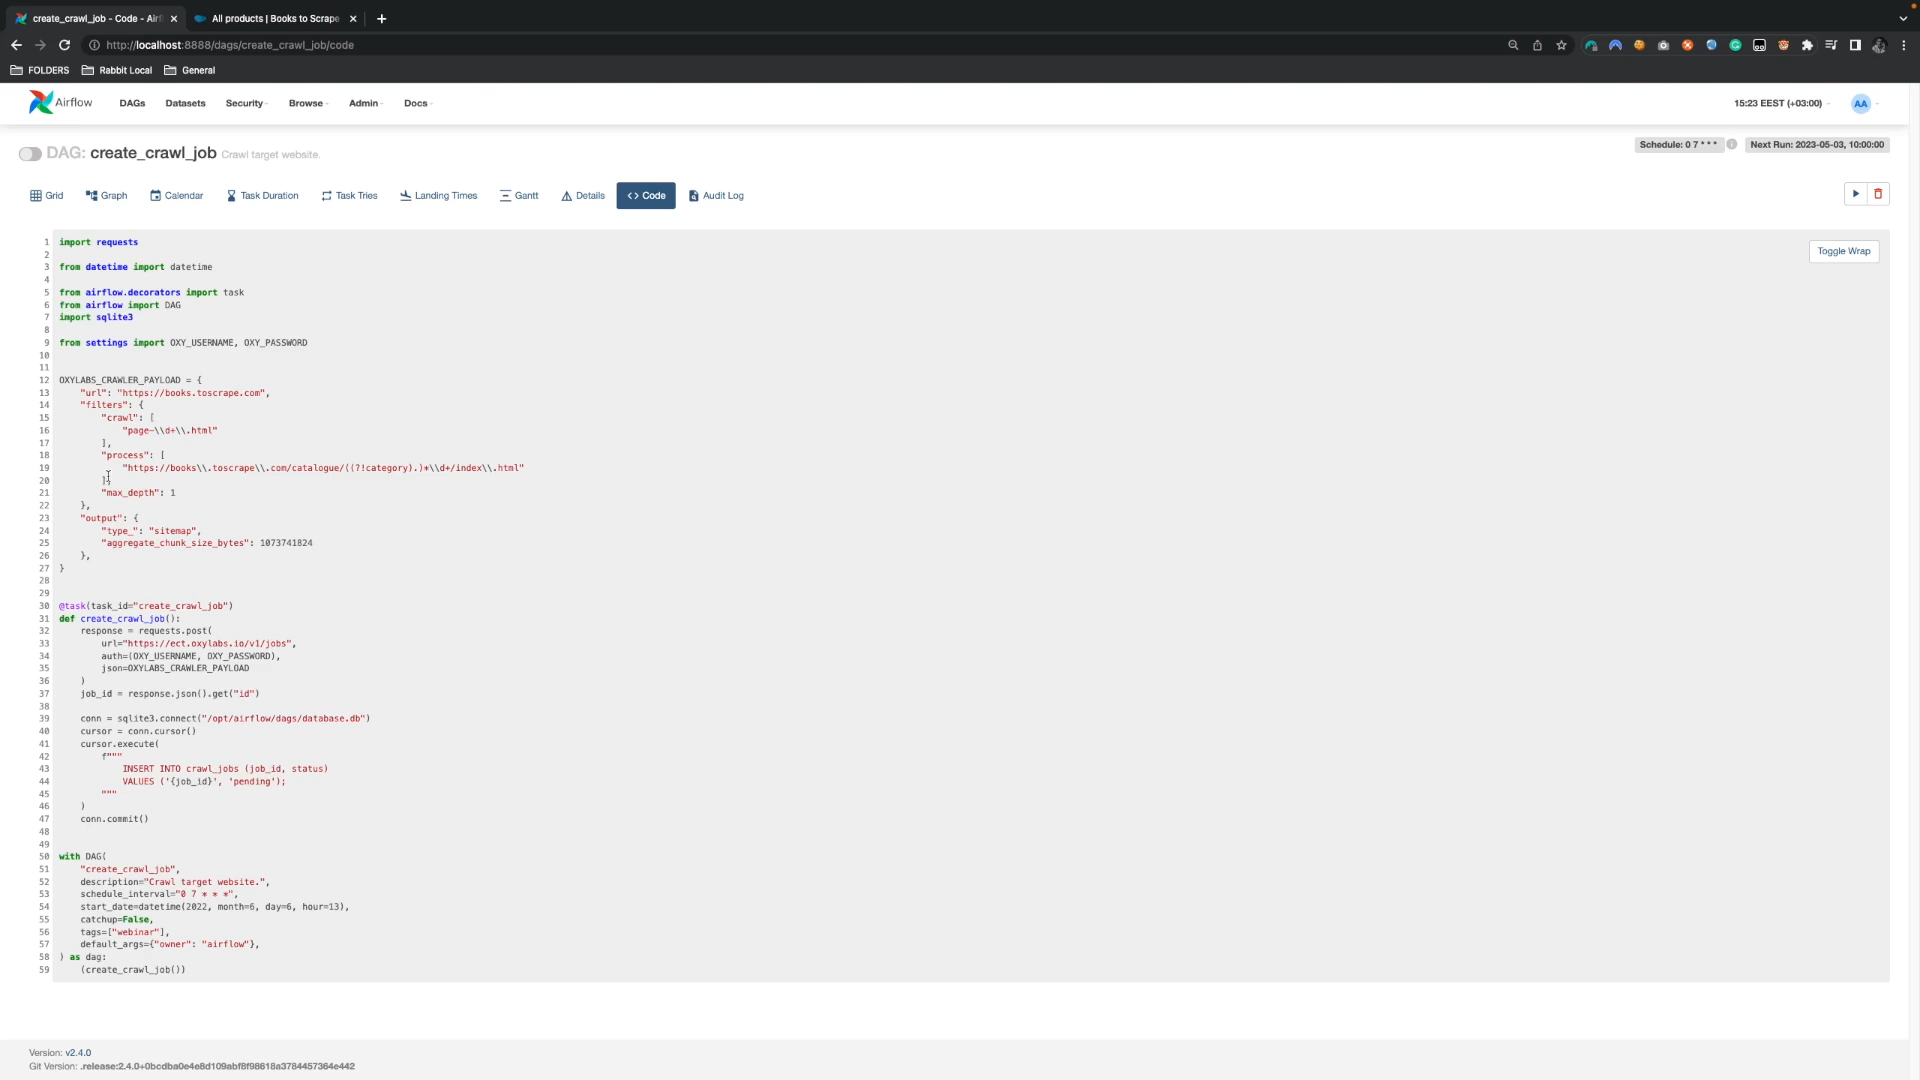 create_crawl_job - Code - Airfl
All products | Books to Scrape
http://localhost:8888/dags/create_crawl_job/code
FOLDERS Rabbit Local General
Airflow DAGs Datasets Security Browse Admin Docs 15:23 EEST (+03:00) AA
DAG: create_crawl_job Crawl target website. Schedule: 0 7 * * * i Next Run: 2023-05-03, 10:00:00
Grid Graph Calendar Task Duration Task Tries Landing Times Gantt Details <> Code Audit Log
Toggle Wrap
1 import requests
2
3 from datetime import datetime
4
5 from airflow.decorators import task
6 from airflow import DAG
7 import sqlite3
8
9 from settings import OXY_USERNAME, OXY_PASSWORD
10
11
12 OXYLABS_CRAWLER_PAYLOAD = {
13     "url": "https://books.toscrape.com",
14     "filters": {
15         "crawl": [
16             "page-\\d+\\.html"
17         ],
18         "process": [
19             "https://books\\.toscrape\\.com/catalogue/((?!category).)*\\d+/index\\.html"
20         ],
21         "max_depth": 1
22     },
23     "output": {
24         "type_": "sitemap",
25         "aggregate_chunk_size_bytes": 1073741824
26     },
27 }
28
29
30 @task(task_id="create_crawl_job")
31 def create_crawl_job():
32     response = requests.post(
33         url="https://ect.oxylabs.io/v1/jobs",
34         auth=(OXY_USERNAME, OXY_PASSWORD),
35         json=OXYLABS_CRAWLER_PAYLOAD
36     )
37     job_id = response.json().get("id")
38
39     conn = sqlite3.connect("/opt/airflow/dags/database.db")
40     cursor = conn.cursor()
41     cursor.execute(
42         f"""
43             INSERT INTO crawl_jobs (job_id, status)
44             VALUES ('{job_id}', 'pending');
45         """
46     )
47     conn.commit()
48
49
50 with DAG(
51     "create_crawl_job",
52     description="Crawl target website.",
53     schedule_interval="0 7 * * *",
54     start_date=datetime(2022, month=6, day=6, hour=13),
55     catchup=False,
56     tags=["webinar"],
57     default_args={"owner": "airflow"},
58 ) as dag:
59     (create_crawl_job())
Version: v2.4.0
Git Version: .release:2.4.0+0bcdba0e4e8d109abf8f98618a3784457364e442